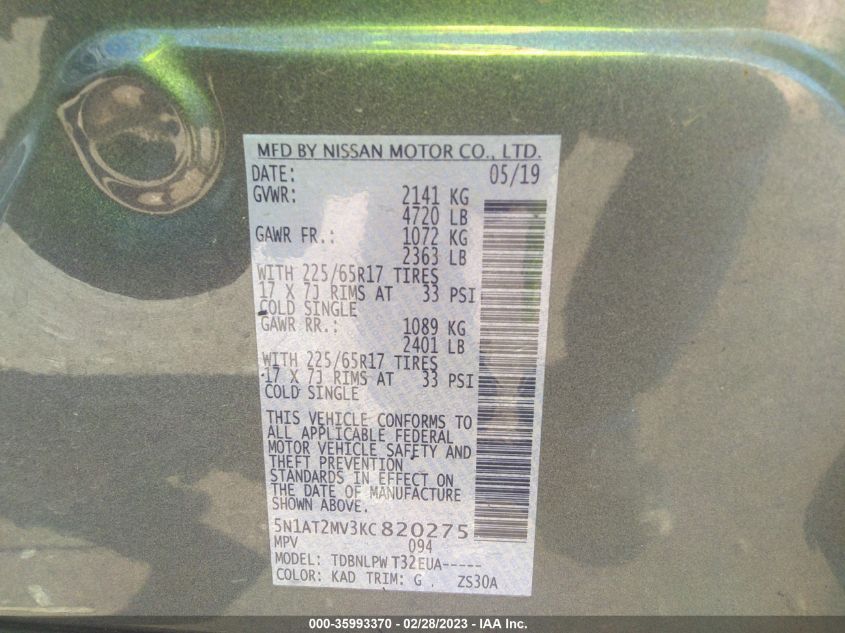 MFD BY NISSAN MOTOR CO., LTD.
DATE: 05/19
GVWR: 2141 KG
4720 LB
GAWR FR.: 1072 KG
2363 LB
WITH 225/65R17 TIRES
17 X 7J RIMS AT 33 PSI
COLD SINGLE
GAWR RR.: 1089 KG
2401 LB
WITH 225/65R17 TIRES
17 X 7J RIMS AT 33 PSI
COLD SINGLE
THIS VEHICLE CONFORMS TO
ALL APPLICABLE FEDERAL
MOTOR VEHICLE SAFETY AND
THEFT PREVENTION
STANDARDS IN EFFECT ON
THE DATE OF MANUFACTURE
SHOWN ABOVE.
5N1AT2MV3KC820275
MPV 094
MODEL: TDBNLPW T32EUA-----
COLOR: KAD TRIM: G ZS30A
000-35993370 - 02/28/2023 - IAA Inc.